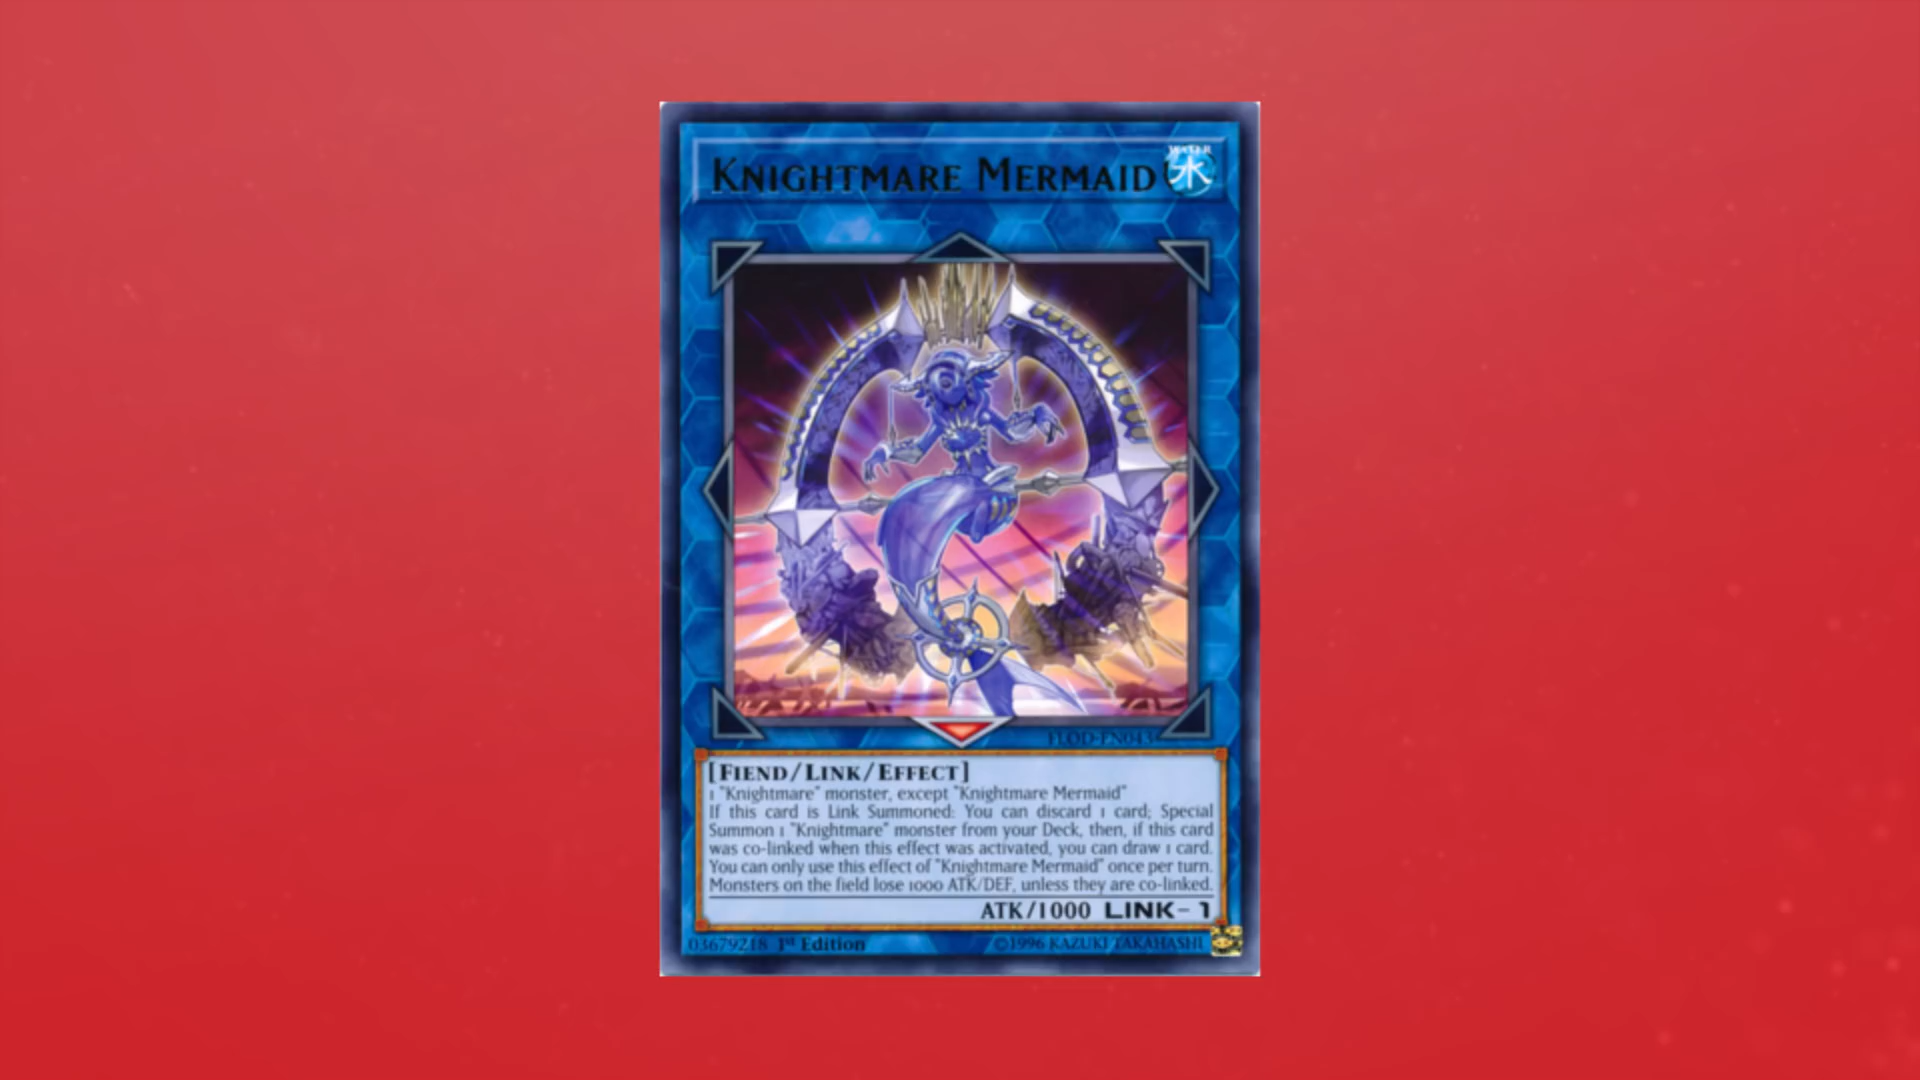 KNIGHTMARE MERMAID
WATER
水
FLOD-EN043
[FIEND/LINK/EFFECT]
1 "Knightmare" monster, except "Knightmare Mermaid"
If this card is Link Summoned: You can discard 1 card; Special
Summon 1 "Knightmare" monster from your Deck, then, if this card
was co-linked when this effect was activated, you can draw 1 card.
You can only use this effect of "Knightmare Mermaid" once per turn.
Monsters on the field lose 1000 ATK/DEF, unless they are co-linked.
ATK/1000 LINK-1
03679218 1st Edition ©1996 KAZUKI TAKAHASHI